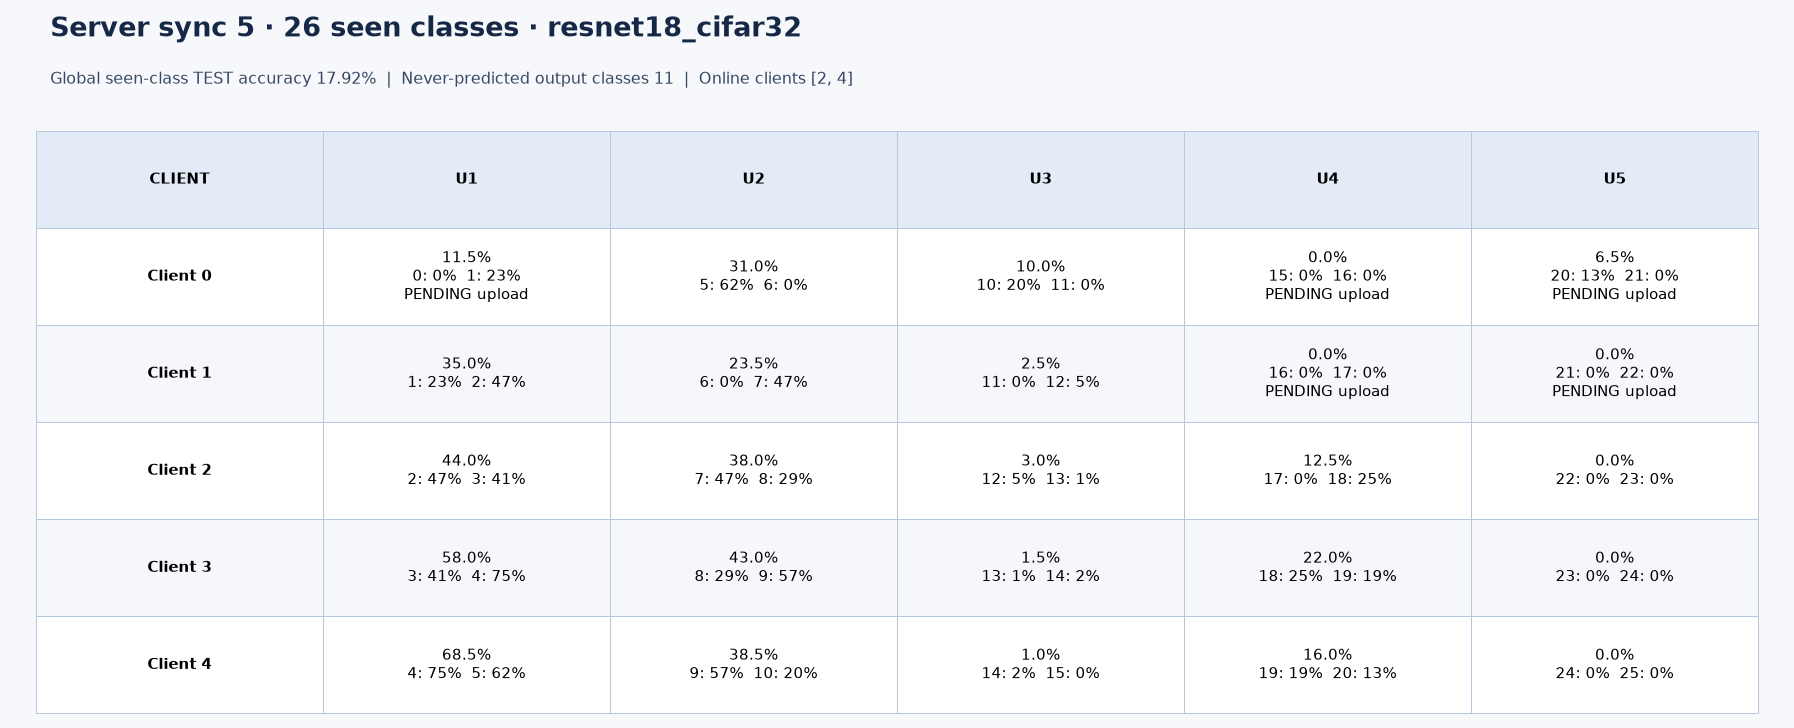 Server sync 5 · 26 seen classes · resnet18_cifar32
Global seen-class TEST accuracy 17.92% | Never-predicted output classes 11 | Online clients [2, 4]
CLIENT U1 U2 U3 U4 U5
Client 0
11.5%
0: 0% 1: 23%
PENDING upload
31.0%
5: 62% 6: 0%
10.0%
10: 20% 11: 0%
0.0%
15: 0% 16: 0%
PENDING upload
6.5%
20: 13% 21: 0%
PENDING upload
Client 1
35.0%
1: 23% 2: 47%
23.5%
6: 0% 7: 47%
2.5%
11: 0% 12: 5%
0.0%
16: 0% 17: 0%
PENDING upload
0.0%
21: 0% 22: 0%
PENDING upload
Client 2
44.0%
2: 47% 3: 41%
38.0%
7: 47% 8: 29%
3.0%
12: 5% 13: 1%
12.5%
17: 0% 18: 25%
0.0%
22: 0% 23: 0%
Client 3
58.0%
3: 41% 4: 75%
43.0%
8: 29% 9: 57%
1.5%
13: 1% 14: 2%
22.0%
18: 25% 19: 19%
0.0%
23: 0% 24: 0%
Client 4
68.5%
4: 75% 5: 62%
38.5%
9: 57% 10: 20%
1.0%
14: 2% 15: 0%
16.0%
19: 19% 20: 13%
0.0%
24: 0% 25: 0%